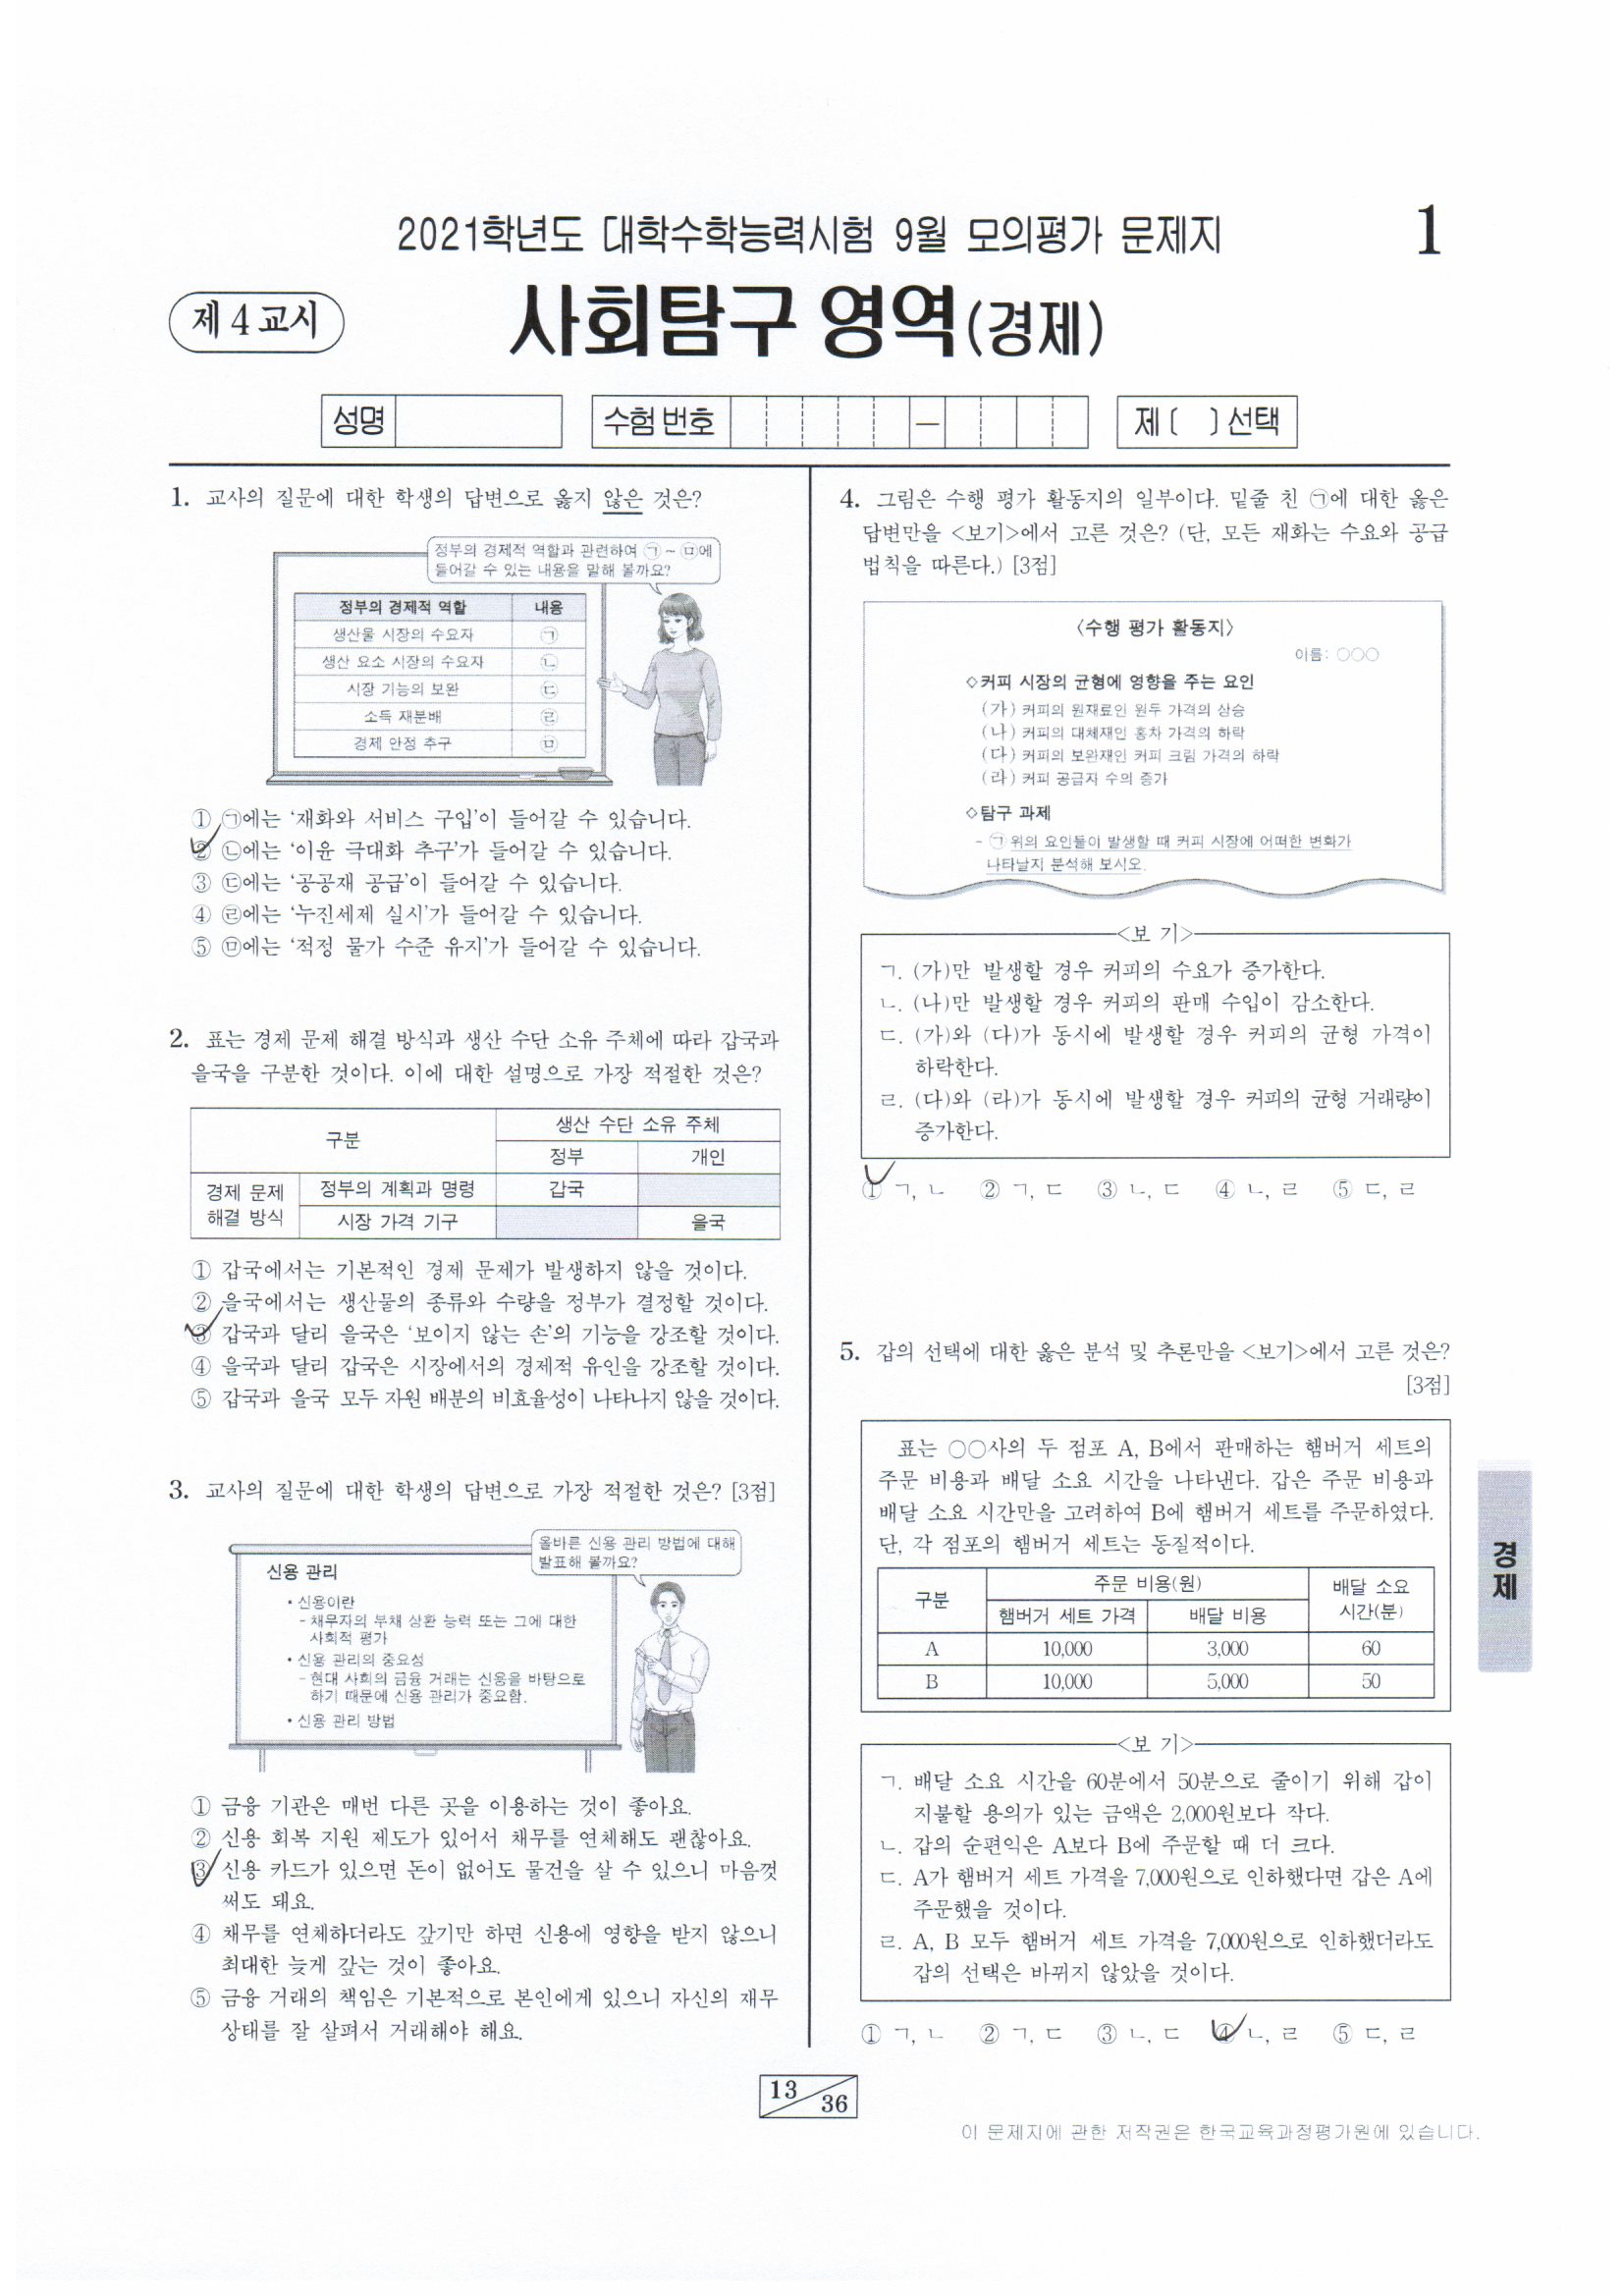 2021학년도 대학수학능력시험 9월 모의평가 문제지
1
제 4 교시
사회탐구 영역(경제)
성명
수험 번호
—
제 ( ) 선택
1. 교사의 질문에 대한 학생의 답변으로 옳지 않은 것은?
정부의 경제적 역할과 관련하여 ㉠ ~ ㉤에
들어갈 수 있는 내용을 말해 볼까요?
정부의 경제적 역할 내용
생산물 시장의 수요자 ㉠
생산 요소 시장의 수요자 ㉡
시장 기능의 보완 ㉢
소득 재분배 ㉣
경제 안정 추구 ㉤
① ㉠에는 '재화와 서비스 구입'이 들어갈 수 있습니다.
② ㉡에는 '이윤 극대화 추구'가 들어갈 수 있습니다.
③ ㉢에는 '공공재 공급'이 들어갈 수 있습니다.
④ ㉣에는 '누진세제 실시'가 들어갈 수 있습니다.
⑤ ㉤에는 '적정 물가 수준 유지'가 들어갈 수 있습니다.
2. 표는 경제 문제 해결 방식과 생산 수단 소유 주체에 따라 갑국과
을국을 구분한 것이다. 이에 대한 설명으로 가장 적절한 것은?
구분
생산 수단 소유 주체
정부 개인
경제 문제
해결 방식
정부의 계획과 명령 갑국
시장 가격 기구 을국
① 갑국에서는 기본적인 경제 문제가 발생하지 않을 것이다.
② 을국에서는 생산물의 종류와 수량을 정부가 결정할 것이다.
③ 갑국과 달리 을국은 '보이지 않는 손'의 기능을 강조할 것이다.
④ 을국과 달리 갑국은 시장에서의 경제적 유인을 강조할 것이다.
⑤ 갑국과 을국 모두 자원 배분의 비효율성이 나타나지 않을 것이다.
3. 교사의 질문에 대한 학생의 답변으로 가장 적절한 것은? [3점]
올바른 신용 관리 방법에 대해
발표해 볼까요?
신용 관리
• 신용이란
- 채무자의 부채 상환 능력 또는 그에 대한
사회적 평가
• 신용 관리의 중요성
- 현대 사회의 금융 거래는 신용을 바탕으로
하기 때문에 신용 관리가 중요함.
• 신용 관리 방법
① 금융 기관은 매번 다른 곳을 이용하는 것이 좋아요.
② 신용 회복 지원 제도가 있어서 채무를 연체해도 괜찮아요.
③ 신용 카드가 있으면 돈이 없어도 물건을 살 수 있으니 마음껏
써도 돼요.
④ 채무를 연체하더라도 갚기만 하면 신용에 영향을 받지 않으니
최대한 늦게 갚는 것이 좋아요.
⑤ 금융 거래의 책임은 기본적으로 본인에게 있으니 자신의 재무
상태를 잘 살펴서 거래해야 해요.
4. 그림은 수행 평가 활동지의 일부이다. 밑줄 친 ㉠에 대한 옳은
답변만을 <보기>에서 고른 것은? (단, 모든 재화는 수요와 공급
법칙을 따른다.) [3점]
〈수행 평가 활동지〉
이름: ○○○
◇커피 시장의 균형에 영향을 주는 요인
(가) 커피의 원재료인 원두 가격의 상승
(나) 커피의 대체재인 홍차 가격의 하락
(다) 커피의 보완재인 커피 크림 가격의 하락
(라) 커피 공급자 수의 증가
◇탐구 과제
- ㉠ 위의 요인들이 발생할 때 커피 시장에 어떠한 변화가
나타날지 분석해 보시오.
<보 기>
ㄱ. (가)만 발생할 경우 커피의 수요가 증가한다.
ㄴ. (나)만 발생할 경우 커피의 판매 수입이 감소한다.
ㄷ. (가)와 (다)가 동시에 발생할 경우 커피의 균형 가격이
하락한다.
ㄹ. (다)와 (라)가 동시에 발생할 경우 커피의 균형 거래량이
증가한다.
① ㄱ, ㄴ ② ㄱ, ㄷ ③ ㄴ, ㄷ ④ ㄴ, ㄹ ⑤ ㄷ, ㄹ
5. 갑의 선택에 대한 옳은 분석 및 추론만을 <보기>에서 고른 것은?
[3점]
표는 ○○사의 두 점포 A, B에서 판매하는 햄버거 세트의
주문 비용과 배달 소요 시간을 나타낸다. 갑은 주문 비용과
배달 소요 시간만을 고려하여 B에 햄버거 세트를 주문하였다.
단, 각 점포의 햄버거 세트는 동질적이다.
구분 주문 비용(원) 배달 소요
시간(분)
햄버거 세트 가격 배달 비용
A 10,000 3,000 60
B 10,000 5,000 50
<보 기>
ㄱ. 배달 소요 시간을 60분에서 50분으로 줄이기 위해 갑이
지불할 용의가 있는 금액은 2,000원보다 작다.
ㄴ. 갑의 순편익은 A보다 B에 주문할 때 더 크다.
ㄷ. A가 햄버거 세트 가격을 7,000원으로 인하했다면 갑은 A에
주문했을 것이다.
ㄹ. A, B 모두 햄버거 세트 가격을 7,000원으로 인하했더라도
갑의 선택은 바뀌지 않았을 것이다.
① ㄱ, ㄴ ② ㄱ, ㄷ ③ ㄴ, ㄷ ④ ㄴ, ㄹ ⑤ ㄷ, ㄹ
경제
13
36
이 문제지에 관한 저작권은 한국교육과정평가원에 있습니다.